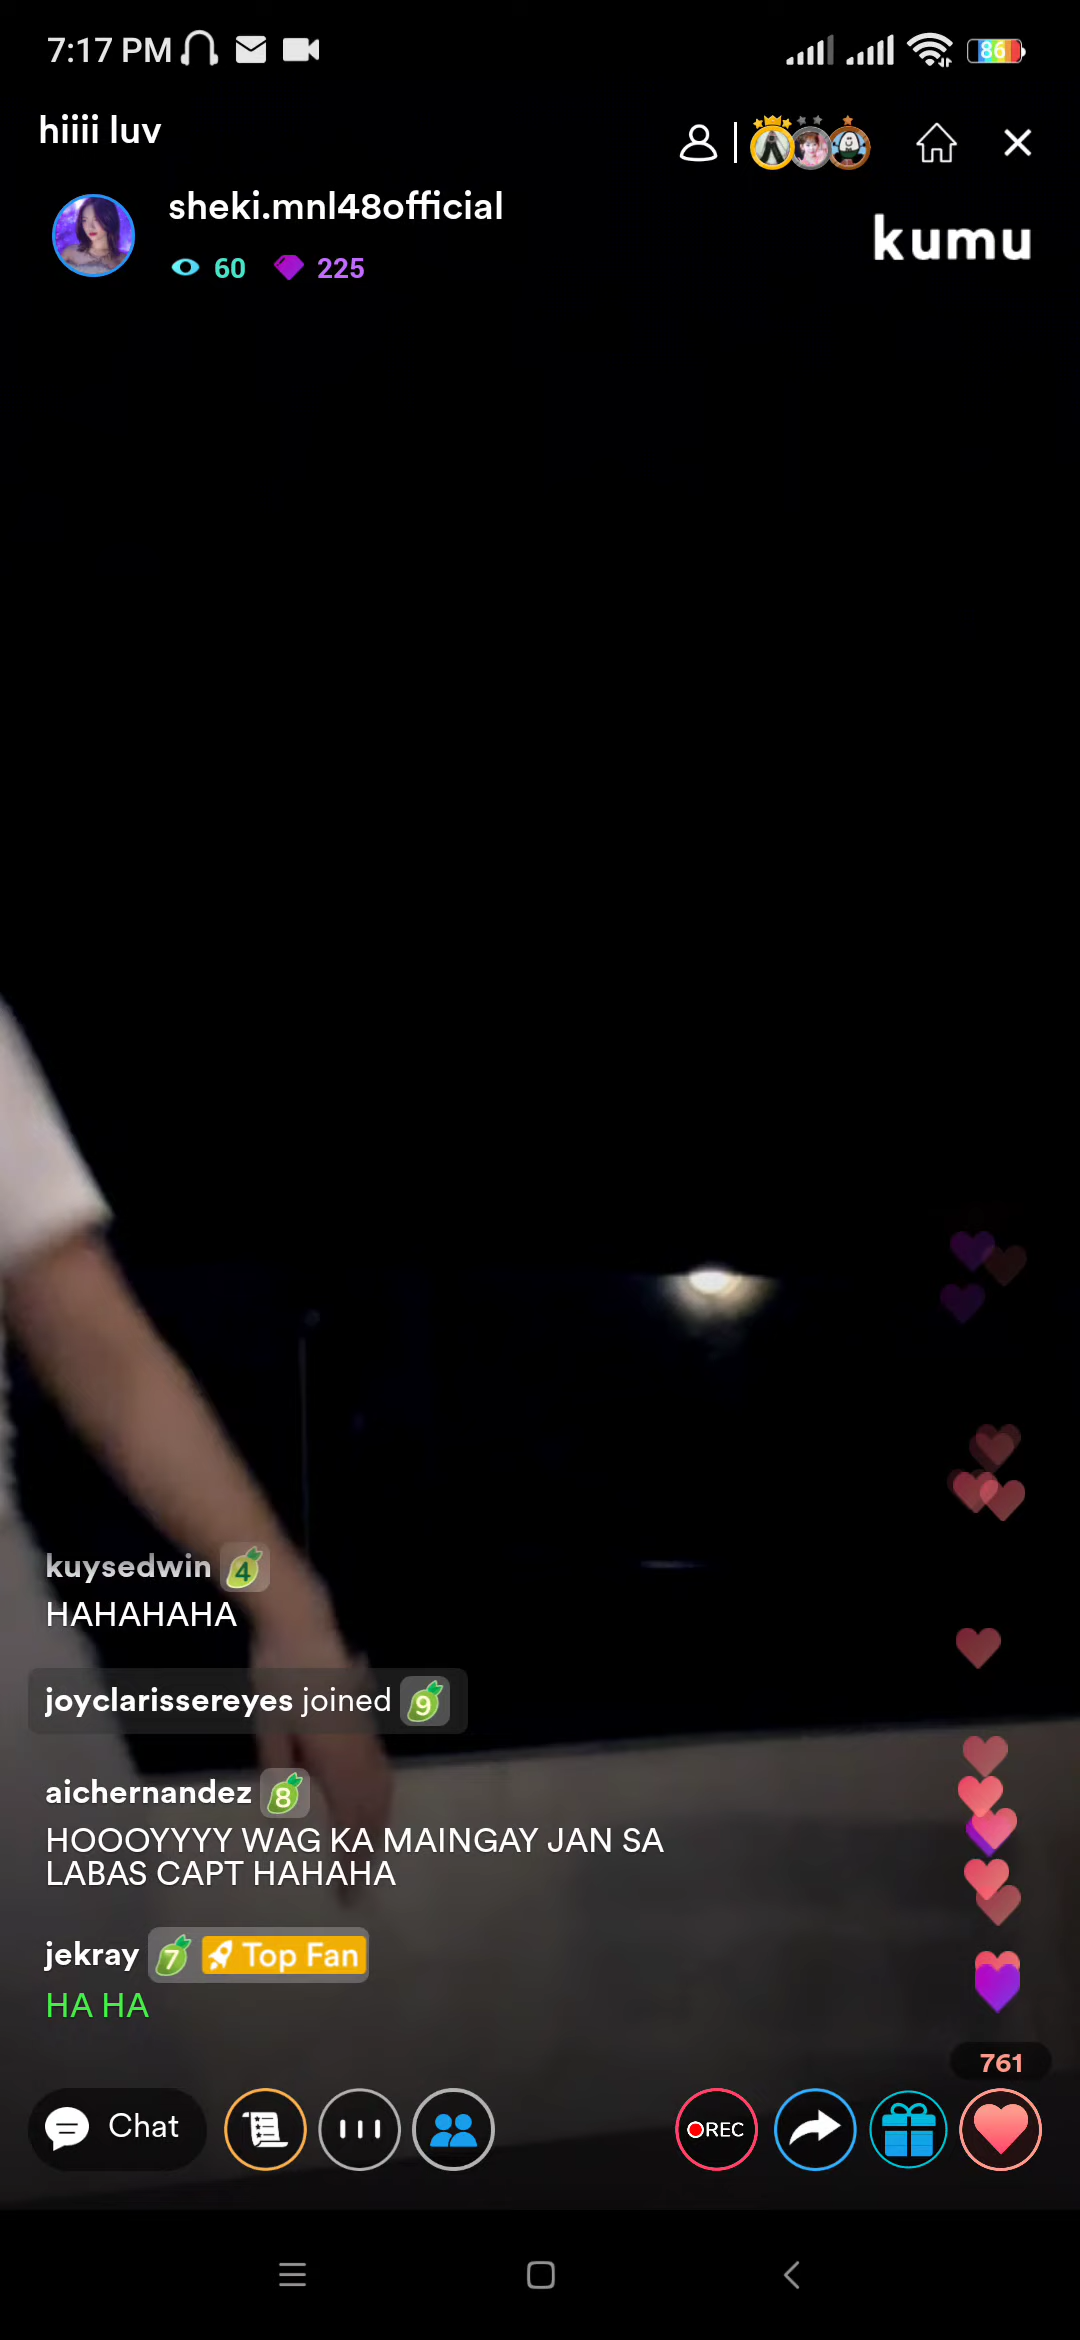 7:17 PM
86
hiiii luv
sheki.mnl48official
60 225
kumu
kuysedwin 4
HAHAHAHA
joyclarissereyes joined 9
aichernandez 8
HOOOYYYY WAG KA MAINGAY JAN SA
LABAS CAPT HAHAHA
jekray 7 Top Fan
HA HA
761
Chat
REC